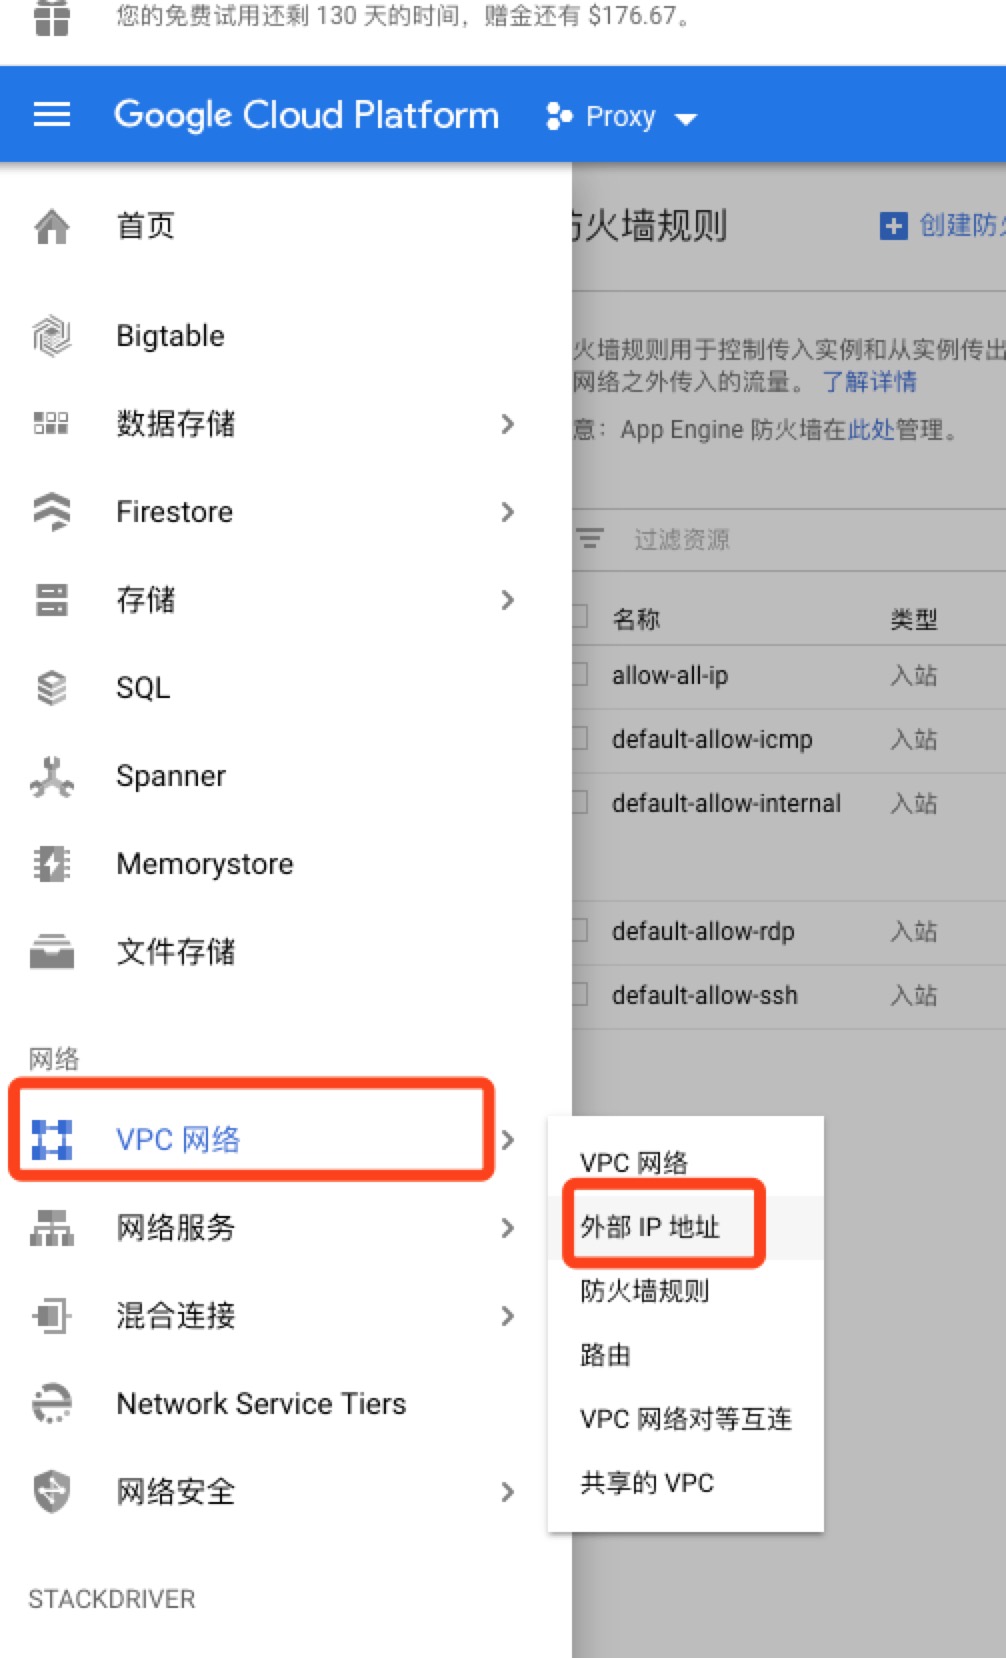 您的免费试用还剩 130 天的时间，赠金还有 $176.67。
Google Cloud Platform
Proxy
首页
Bigtable
数据存储
Firestore
存储
SQL
Spanner
Memorystore
文件存储
网络
VPC 网络
网络服务
混合连接
Network Service Tiers
网络安全
STACKDRIVER
VPC 网络
外部 IP 地址
防火墙规则
路由
VPC 网络对等互连
共享的 VPC
防火墙规则
创建防火
火墙规则用于控制传入实例和从实例传出
网络之外传入的流量。 了解详情
意：App Engine 防火墙在此处管理。
过滤资源
名称 类型
allow-all-ip 入站
default-allow-icmp 入站
default-allow-internal 入站
default-allow-rdp 入站
default-allow-ssh 入站